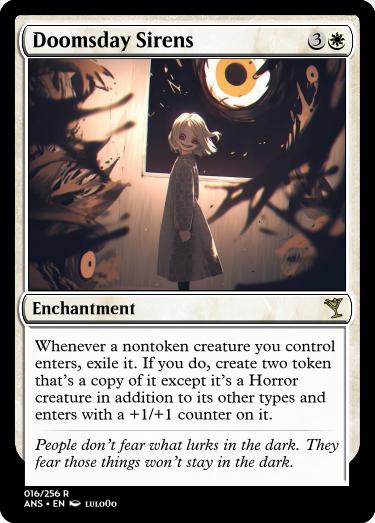 Doomsday Sirens 3
Enchantment
Whenever a nontoken creature you control
enters, exile it. If you do, create two token
that's a copy of it except it's a Horror
creature in addition to its other types and
enters with a +1/+1 counter on it.
People don't fear what lurks in the dark. They
fear those things won't stay in the dark.
016/256 R
ANS • EN LULO0o